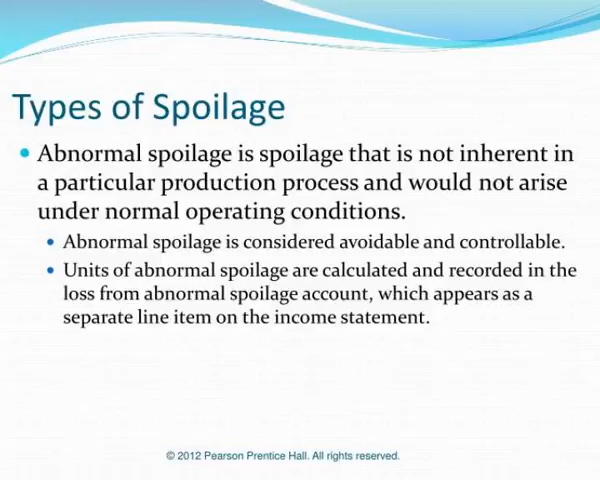 Types of Spoilage
Abnormal spoilage is spoilage that is not inherent in
a particular production process and would not arise
under normal operating conditions.
Abnormal spoilage is considered avoidable and controllable.
Units of abnormal spoilage are calculated and recorded in the
loss from abnormal spoilage account, which appears as a
separate line item on the income statement.
© 2012 Pearson Prentice Hall. All rights reserved.